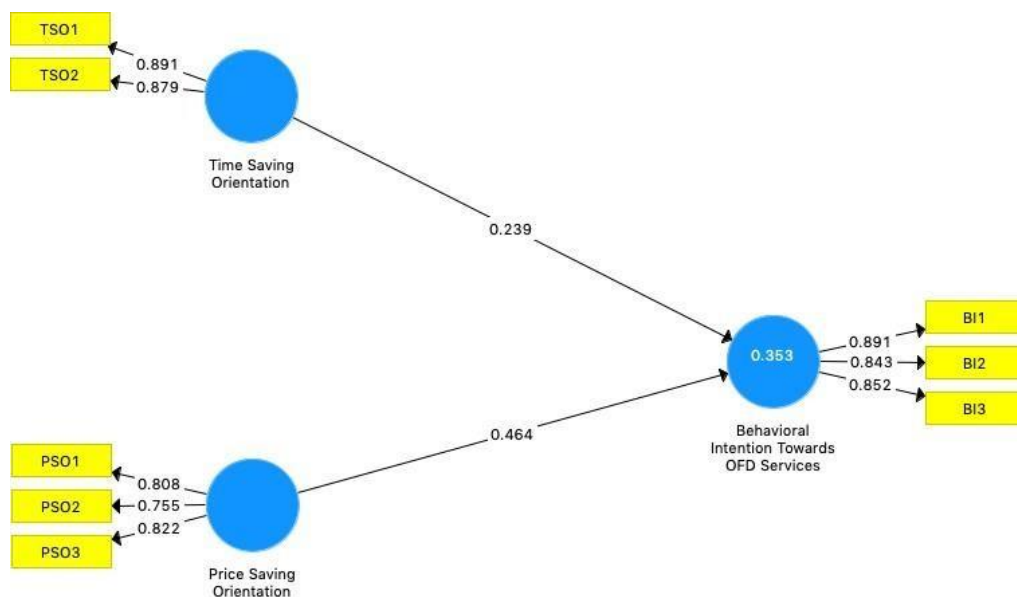 TSO1
TSO2
0.891
0.879
Time Saving
Orientation
0.239
0.353
BI1
BI2
BI3
0.891
0.843
0.852
Behavioral
Intention Towards
OFD Services
0.464
PSO1
PSO2
PSO3
0.808
0.755
0.822
Price Saving
Orientation